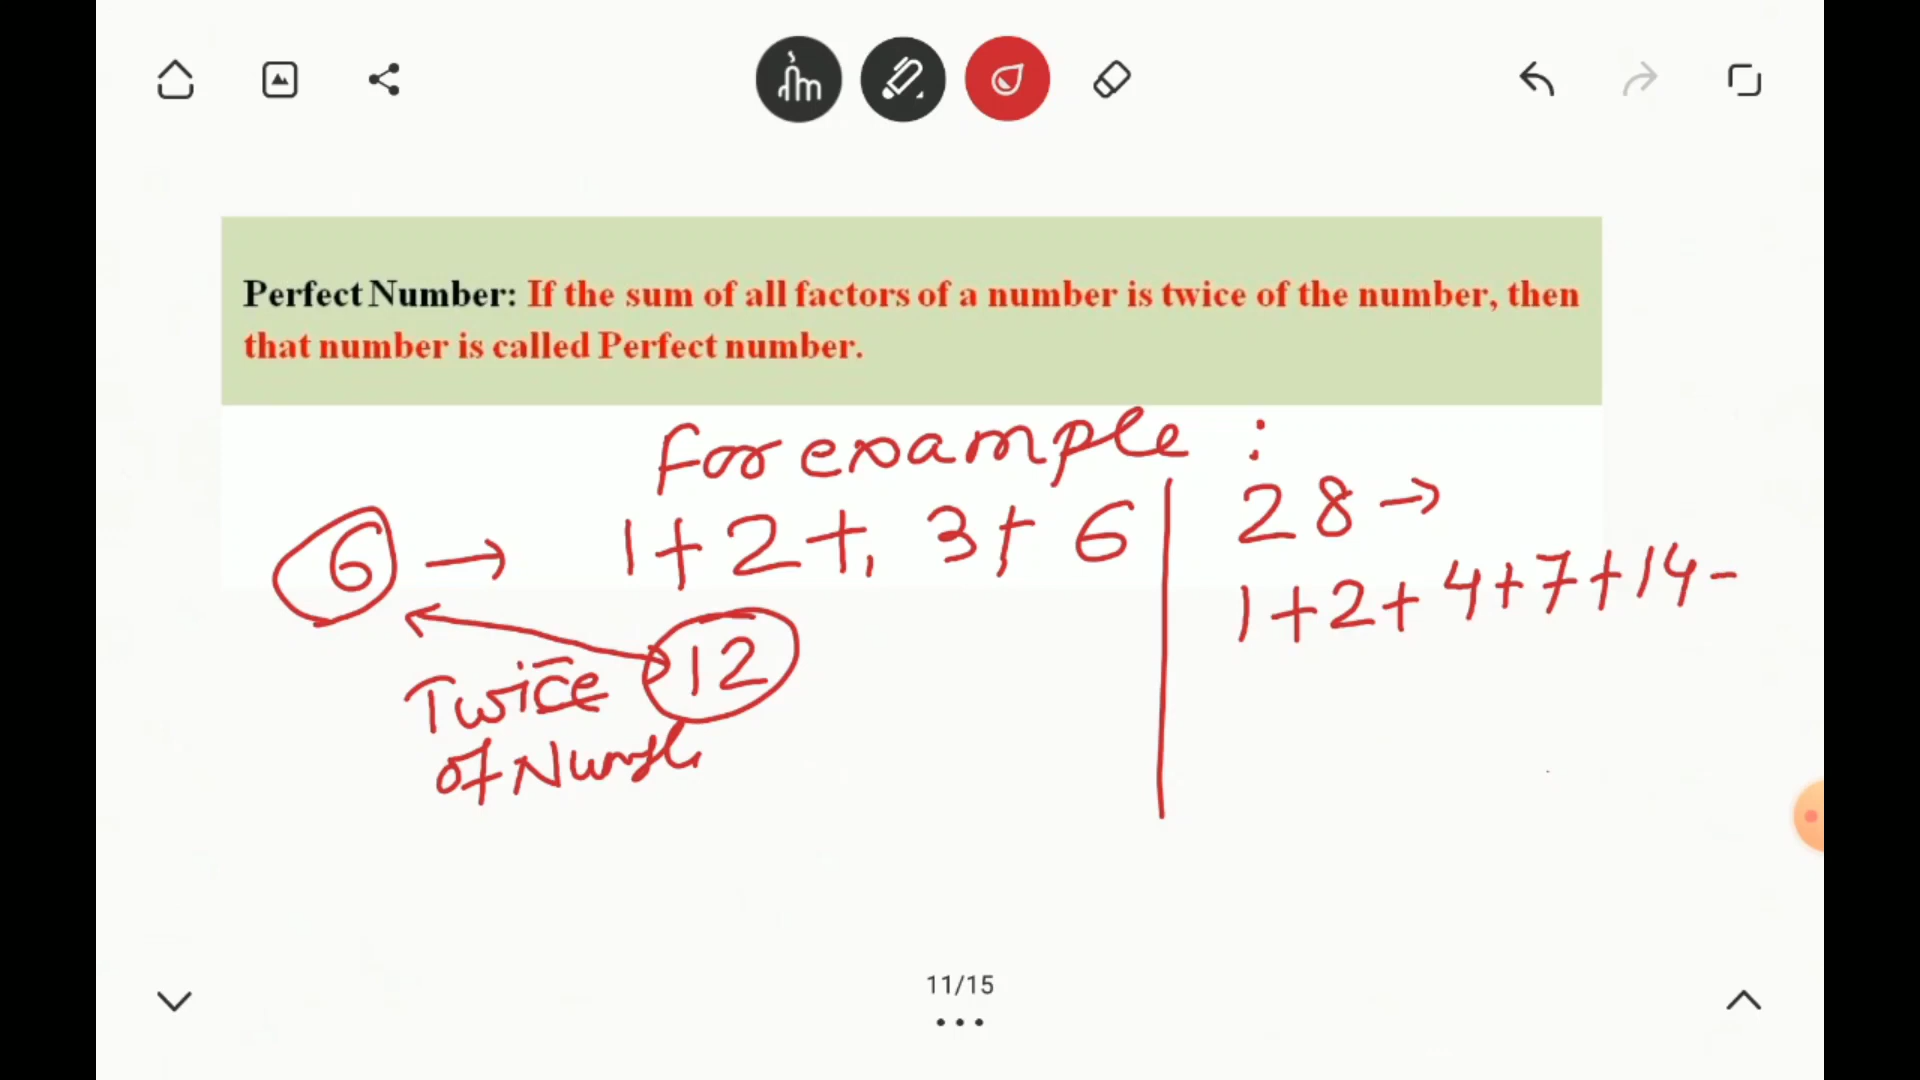 Perfect Number: If the sum of all factors of a number is twice of the number, then
that number is called Perfect number.
For example :
6 → 1+2+, 3+ 6
12
Twice
of
28 →
1+2+4+7+14-
11/15